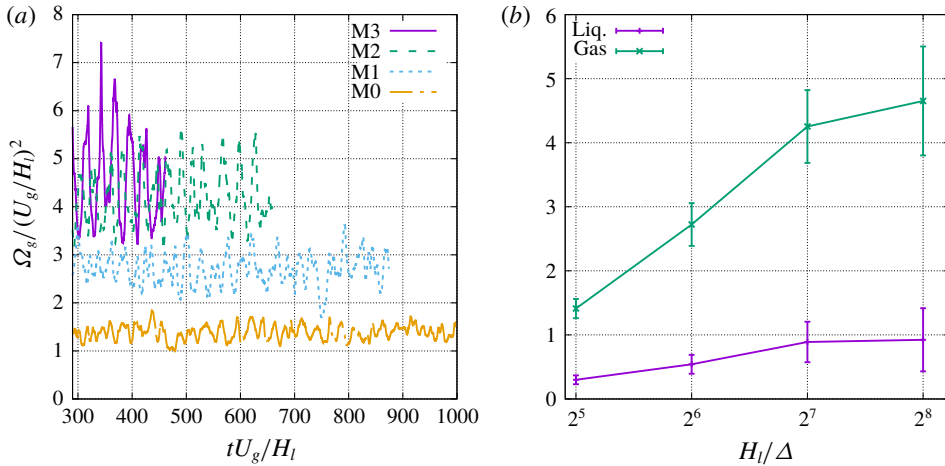 (a)
8
7
6
5
4
3
2
1
0
Ω_g/(U_g/H_l)^2
M3
M2
M1
M0
300 400 500 600 700 800 900 1000
tU_g/H_l
(b)
6
5
4
3
2
1
0
Liq.
Gas
2^5 2^6 2^7 2^8
H_l/Δ